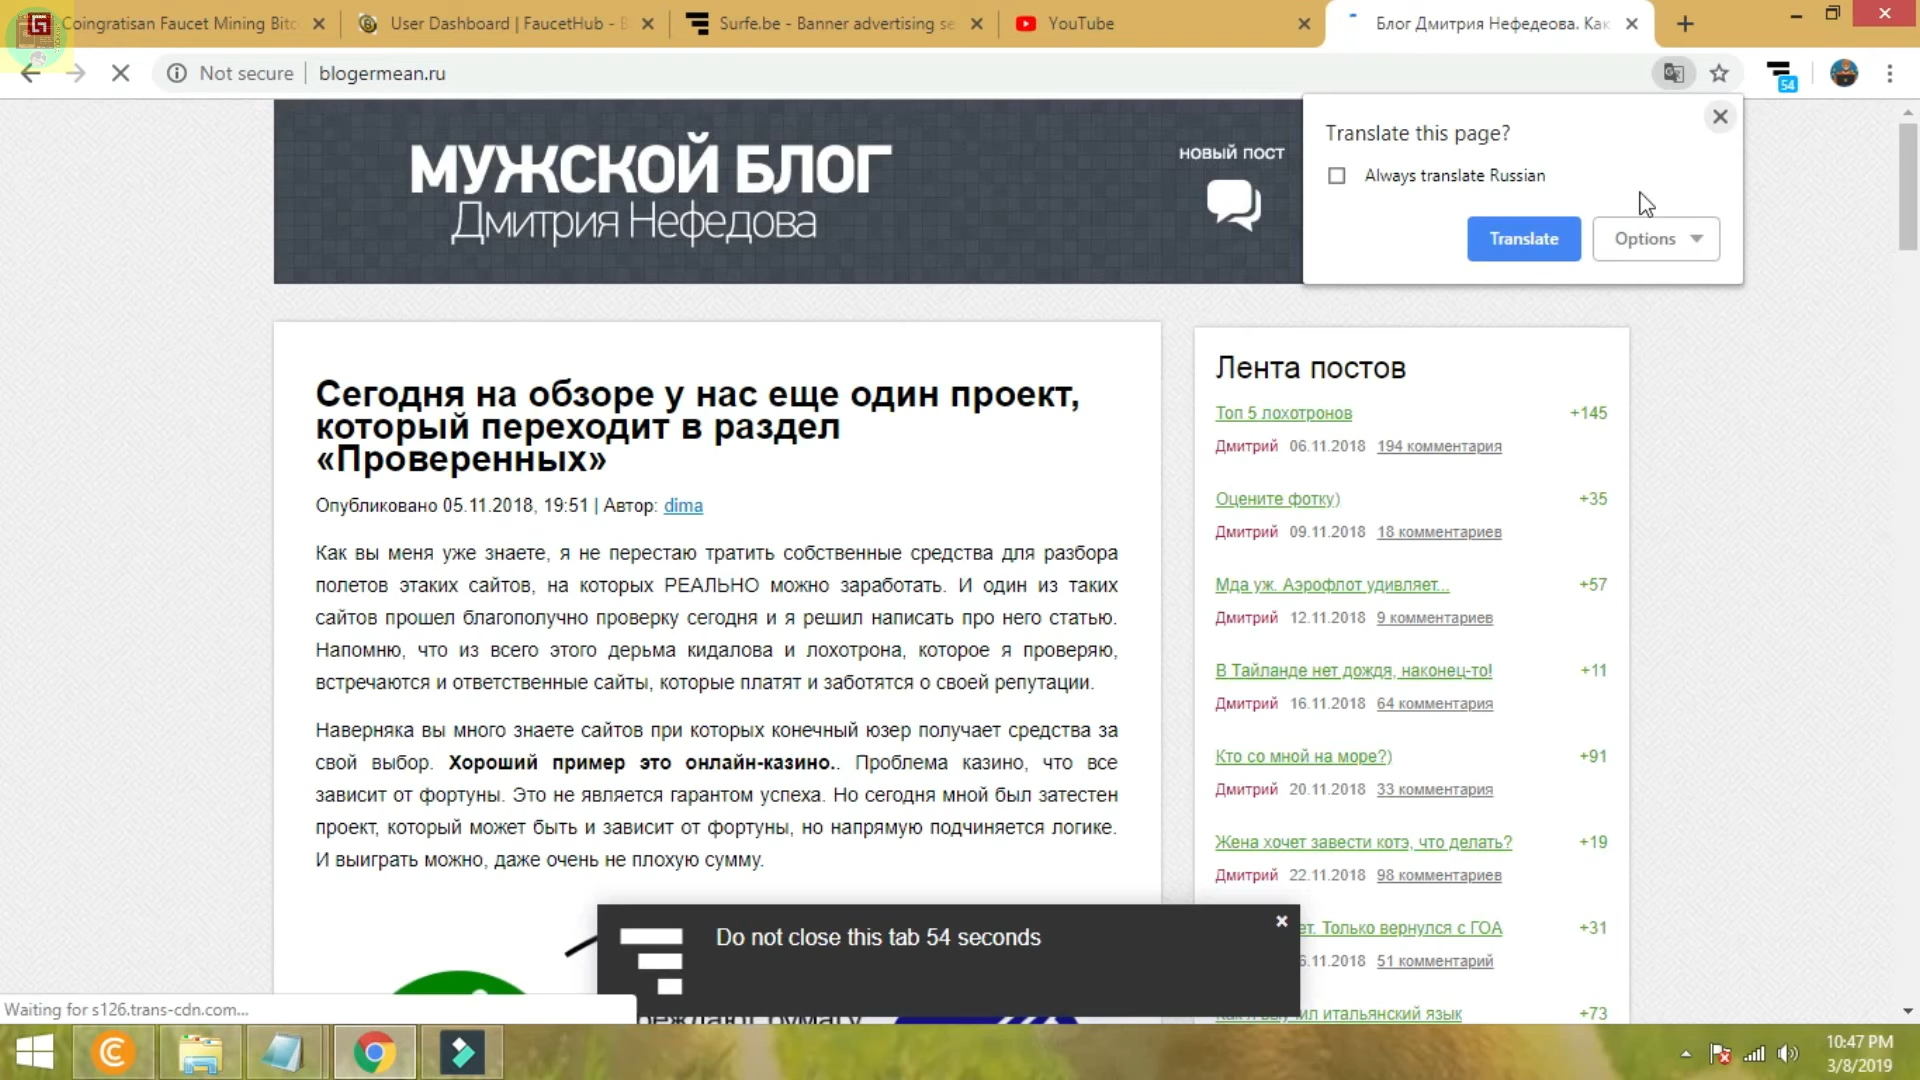 Coingratisan Faucet Mining Bitc
User Dashboard | FaucetHub - B
Surfe.be - Banner advertising se
YouTube
Блог Дмитрия Нефедеова. Как
Not secure
blogermean.ru
54
МУЖСКОЙ БЛОГ
Дмитрия Нефедова
НОВЫЙ ПОСТ
Translate this page?
Always translate Russian
Translate
Options
Сегодня на обзоре у нас еще один проект,
который переходит в раздел
«Проверенных»
Опубликовано 05.11.2018, 19:51 | Автор: dima
Как вы меня уже знаете, я не перестаю тратить собственные средства для разбора
полетов этаких сайтов, на которых РЕАЛЬНО можно заработать. И один из таких
сайтов прошел благополучно проверку сегодня и я решил написать про него статью.
Напомню, что из всего этого дерьма кидалова и лохотрона, которое я проверяю,
встречаются и ответственные сайты, которые платят и заботятся о своей репутации.
Наверняка вы много знаете сайтов при которых конечный юзер получает средства за
свой выбор. Хороший пример это онлайн-казино.. Проблема казино, что все
зависит от фортуны. Это не является гарантом успеха. Но сегодня мной был затестен
проект, который может быть и зависит от фортуны, но напрямую подчиняется логике.
И выиграть можно, даже очень не плохую сумму.
Лента постов
Топ 5 лохотронов +145
Дмитрий 06.11.2018 194 комментария
Оцените фотку) +35
Дмитрий 09.11.2018 18 комментариев
Мда уж. Аэрофлот удивляет... +57
Дмитрий 12.11.2018 9 комментариев
В Тайланде нет дождя, наконец-то! +11
Дмитрий 16.11.2018 64 комментария
Кто со мной на море?) +91
Дмитрий 20.11.2018 33 комментария
Жена хочет завести котэ, что делать? +19
Дмитрий 22.11.2018 98 комментариев
ет. Только вернулся с ГОА +31
6.11.2018 51 комментарий
итальянский язык +73
Do not close this tab 54 seconds
Waiting for s126.trans-cdn.com...
10:47 PM
3/8/2019